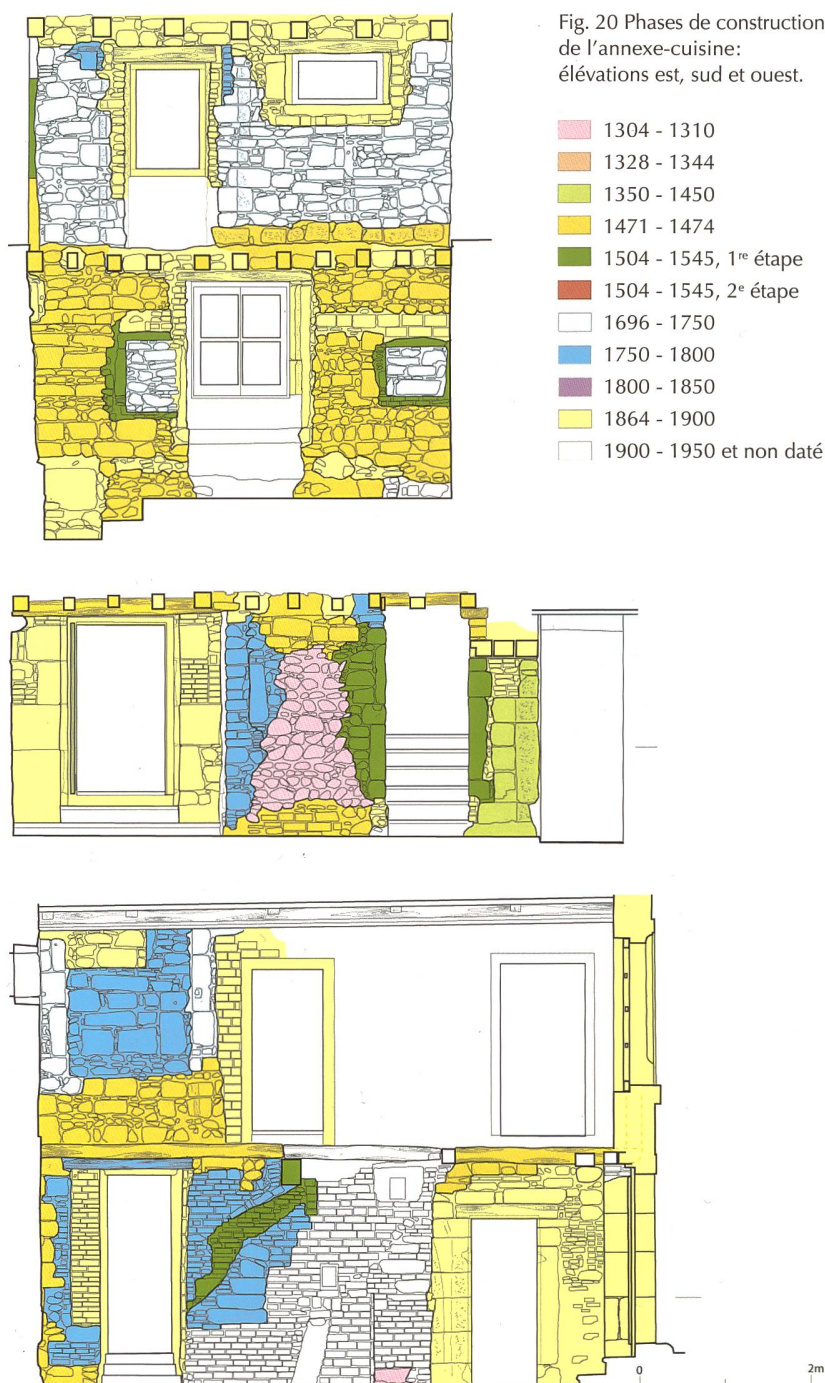 Fig. 20 Phases de construction
de l’annexe-cuisine:
élévations est, sud et ouest.
1304 - 1310
1328 - 1344
1350 - 1450
1471 - 1474
1504 - 1545, 1re étape
1504 - 1545, 2e étape
1696 - 1750
1750 - 1800
1800 - 1850
1864 - 1900
1900 - 1950 et non daté
0 2m